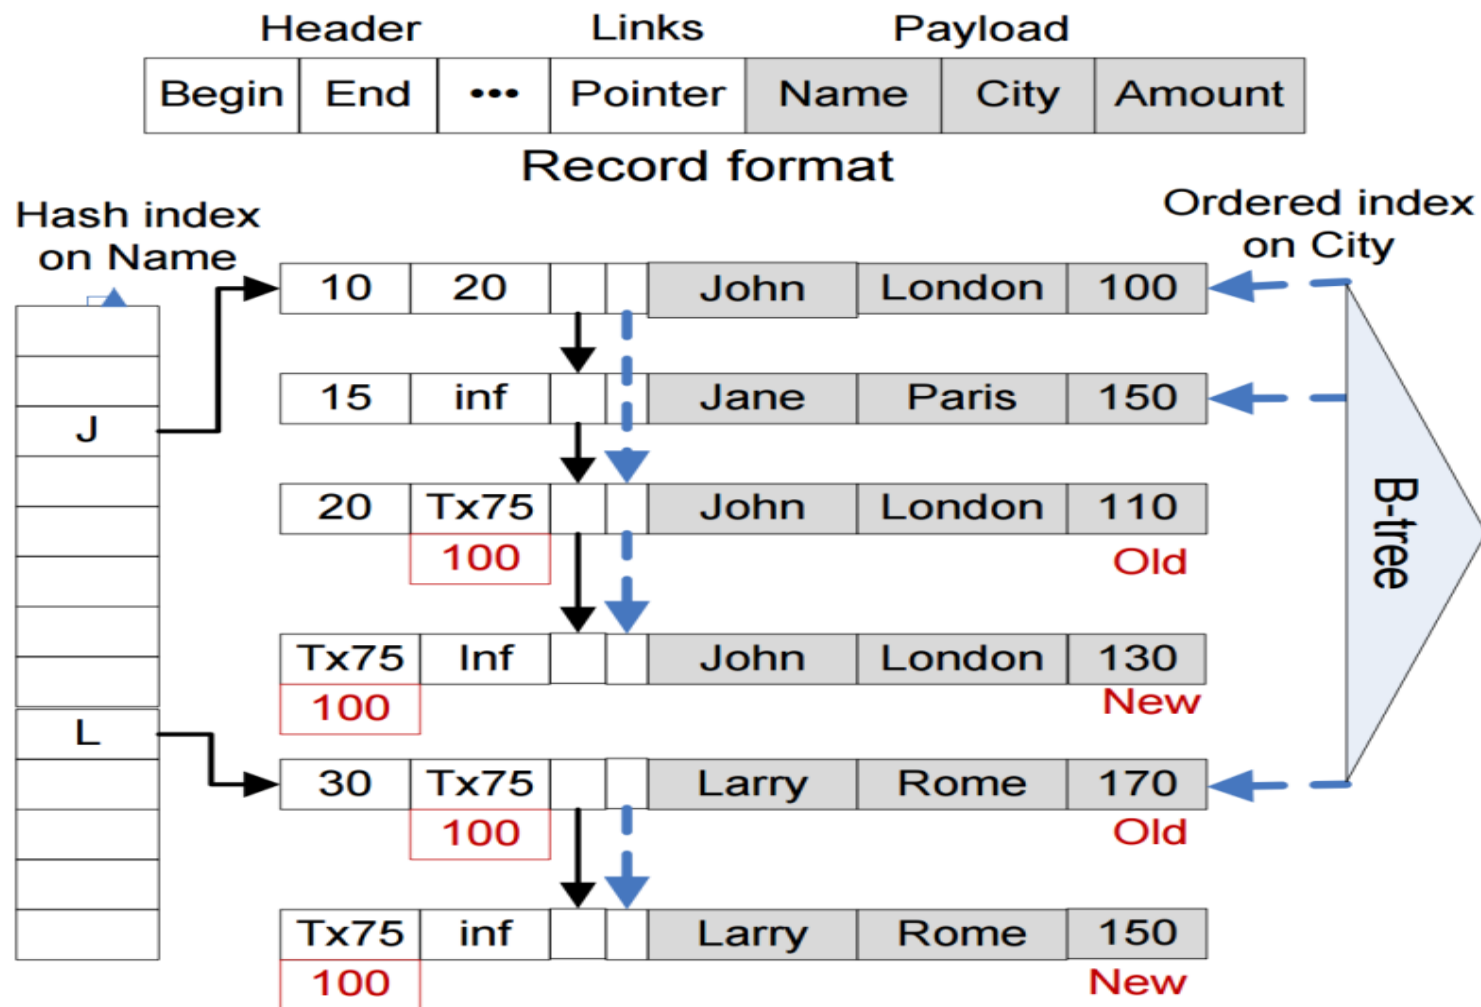 Header Links Payload
Begin End ••• Pointer Name City Amount
Record format
Hash index
on Name
Ordered index
on City
10 20 John London 100
15 inf Jane Paris 150
J
20 Tx75 John London 110
100 Old
B-tree
Tx75 Inf John London 130
100 New
L
30 Tx75 Larry Rome 170
100 Old
Tx75 inf Larry Rome 150
100 New